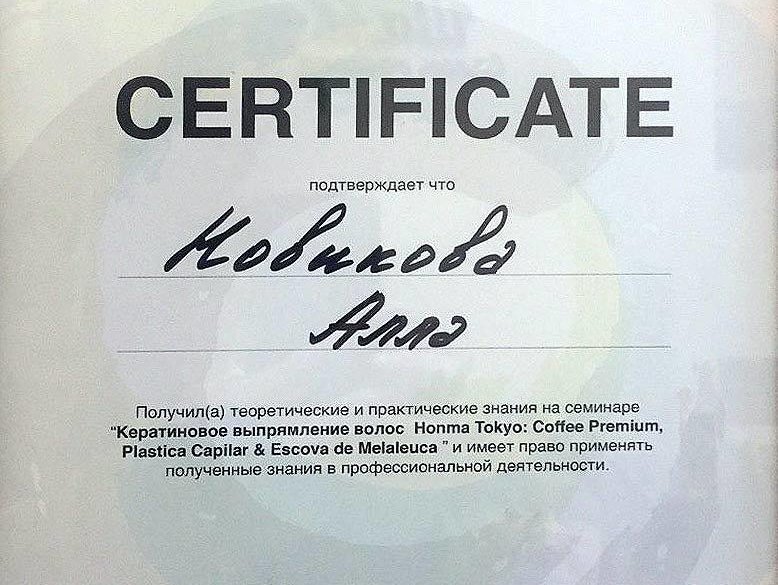 CERTIFICATE
подтверждает что
Новикова
Алла
Получил(а) теоретические и практические знания на семинаре
"Кератиновое выпрямление волос Honma Tokyo: Coffee Premium,
Plastica Capilar & Escova de Melaleuca " и имеет право применять
полученные знания в профессиональной деятельности.